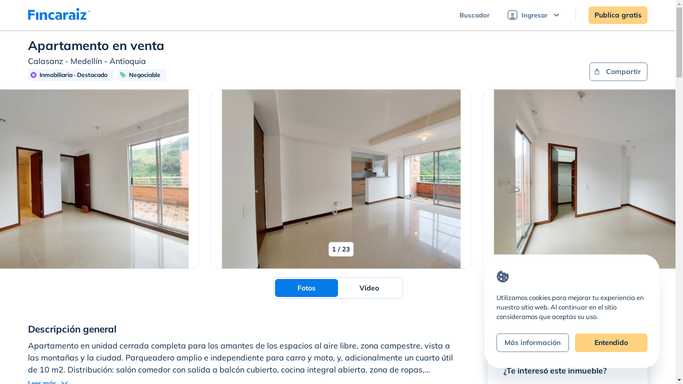 Fincaraíz
Buscador
Ingresar
Publica gratis
Apartamento en venta
Calasanz - Medellín - Antioquia
Inmobiliaria · Destacado
Negociable
Compartir
1 / 23
Fotos
Video
Descripción general
Apartamento en unidad cerrada completa para los amantes de los espacios al aire libre, zona campestre, vista a
las montañas y la ciudad. Parqueadero amplio e independiente para carro y moto, y, adicionalmente un cuarto útil
de 10 m2. Distribución: salón comedor con salida a balcón cubierto, cocina integral abierta, zona de ropas,...
Leer más
Utilizamos cookies para mejorar tu experiencia en
nuestro sitio web. Al continuar en el sitio
consideramos que aceptas su uso.
Más información
Entendido
¿Te interesó este inmueble?